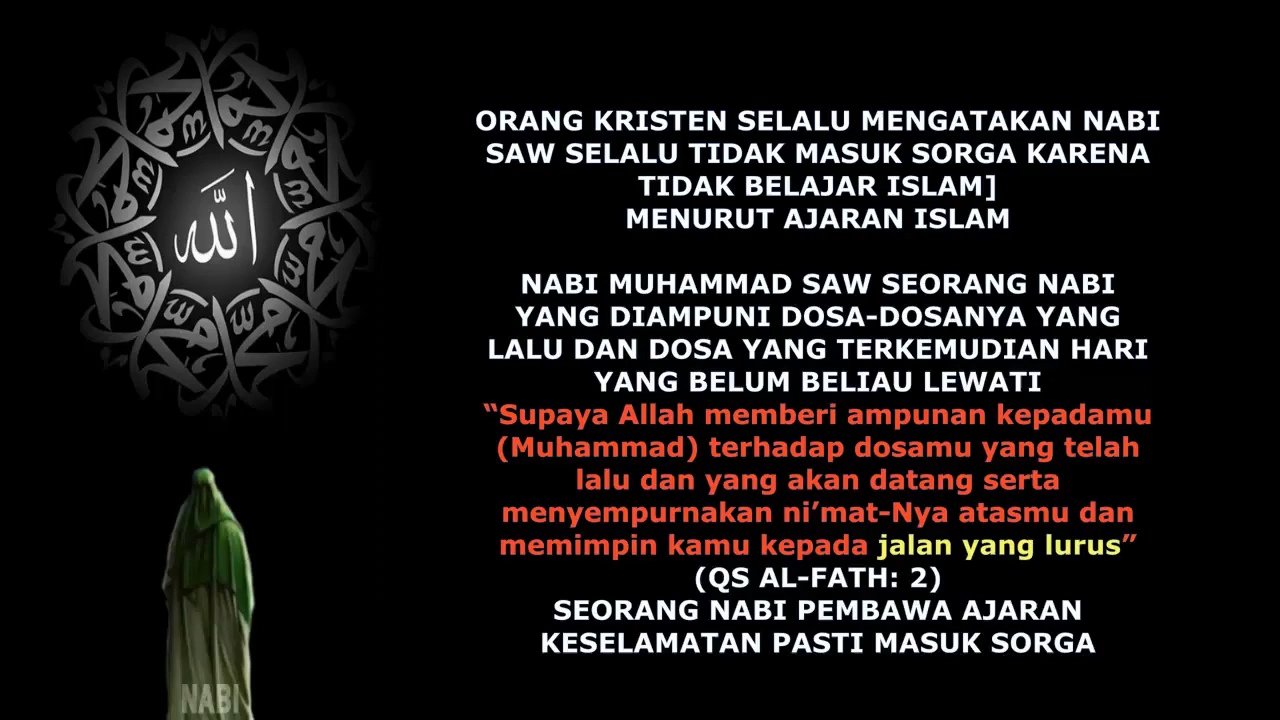 الله
ORANG KRISTEN SELALU MENGATAKAN NABI
SAW SELALU TIDAK MASUK SORGA KARENA
TIDAK BELAJAR ISLAM]
MENURUT AJARAN ISLAM
NABI MUHAMMAD SAW SEORANG NABI
YANG DIAMPUNI DOSA-DOSANYA YANG
LALU DAN DOSA YANG TERKEMUDIAN HARI
YANG BELUM BELIAU LEWATI
“Supaya Allah memberi ampunan kepadamu
(Muhammad) terhadap dosamu yang telah
lalu dan yang akan datang serta
menyempurnakan ni’mat-Nya atasmu dan
memimpin kamu kepada jalan yang lurus”
(QS AL-FATH: 2)
SEORANG NABI PEMBAWA AJARAN
KESELAMATAN PASTI MASUK SORGA
NABI